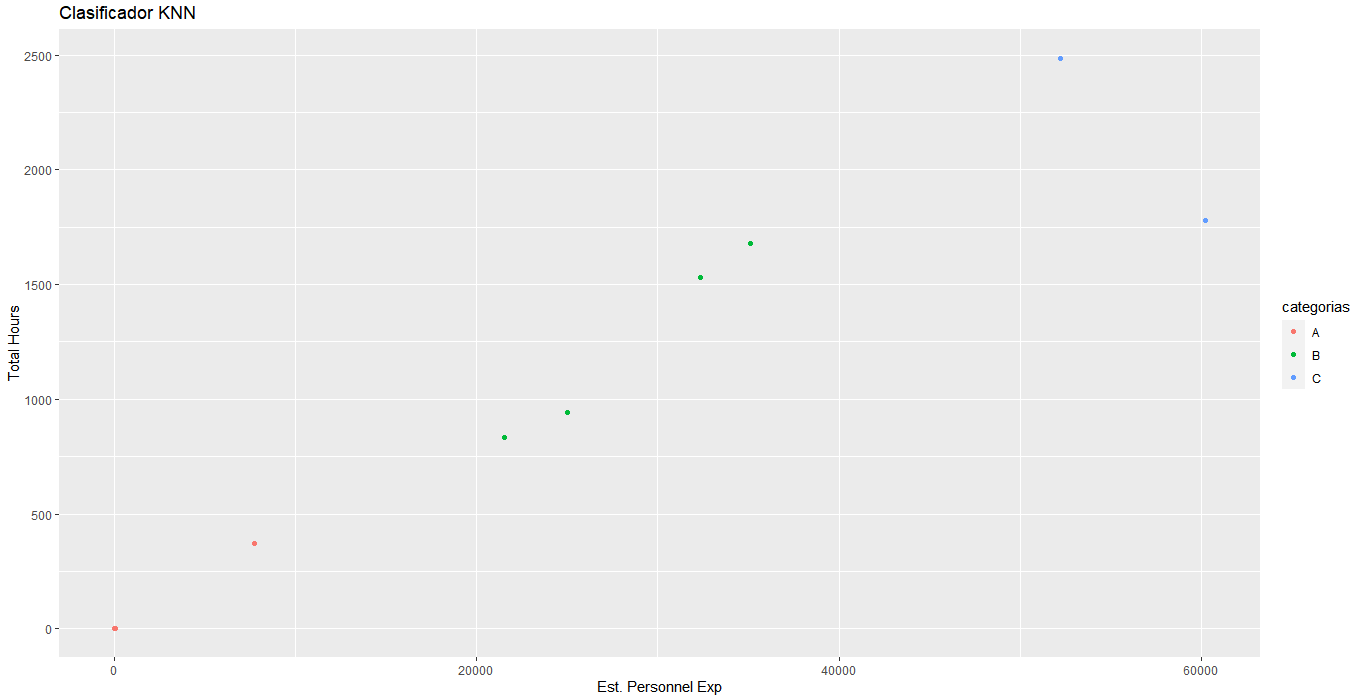 Clasificador KNN
2500
2000
1500
1000
500
0
Total Hours
0
20000
40000
60000
Est. Personnel Exp
categorias
A
B
C